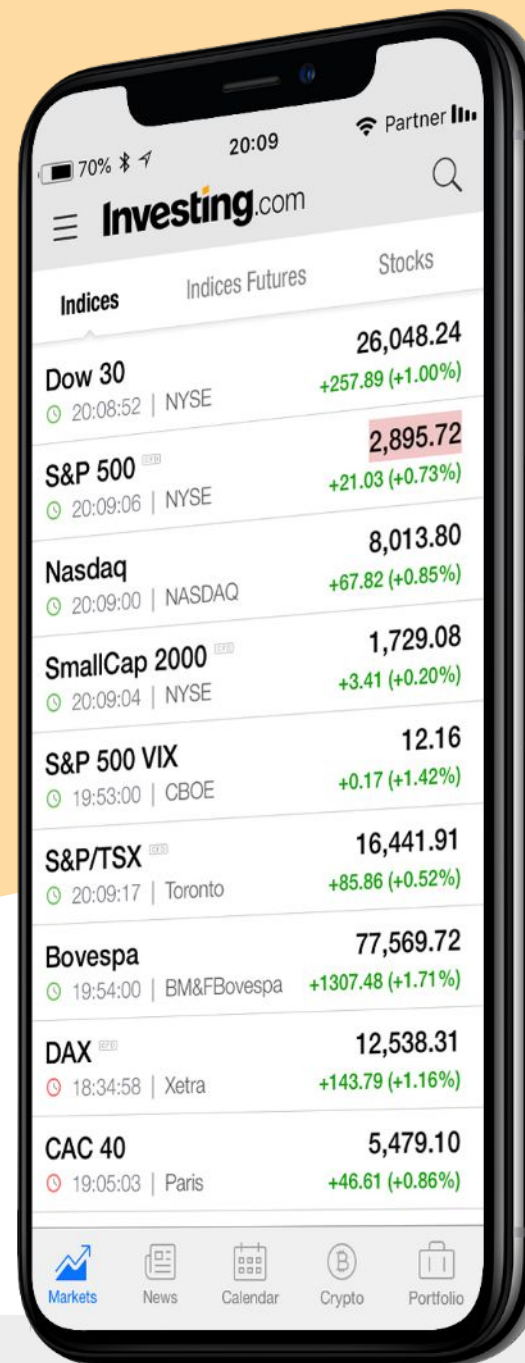 70% 20:09 Partner
Investing.com
Indices Indices Futures Stocks
Dow 30 26,048.24
20:08:52 | NYSE +257.89 (+1.00%)
S&P 500 CFD 2,895.72
20:09:06 | NYSE +21.03 (+0.73%)
Nasdaq 8,013.80
20:09:00 | NASDAQ +67.82 (+0.85%)
SmallCap 2000 CFD 1,729.08
20:09:04 | NYSE +3.41 (+0.20%)
S&P 500 VIX 12.16
19:53:00 | CBOE +0.17 (+1.42%)
S&P/TSX CFD 16,441.91
20:09:17 | Toronto +85.86 (+0.52%)
Bovespa 77,569.72
19:54:00 | BM&FBovespa +1307.48 (+1.71%)
DAX CFD 12,538.31
18:34:58 | Xetra +143.79 (+1.16%)
CAC 40 5,479.10
19:05:03 | Paris +46.61 (+0.86%)
Markets News Calendar Crypto Portfolio